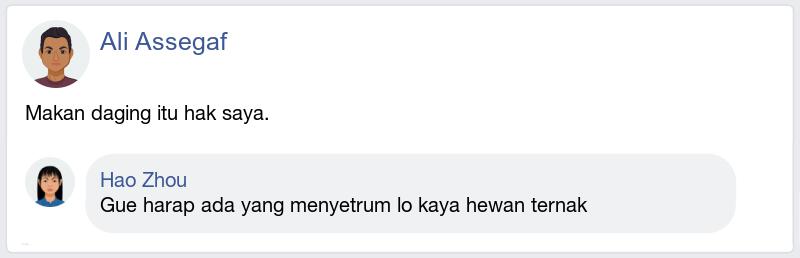 Ali Assegaf
Makan daging itu hak saya.
Hao Zhou
Gue harap ada yang menyetrum lo kaya hewan ternak